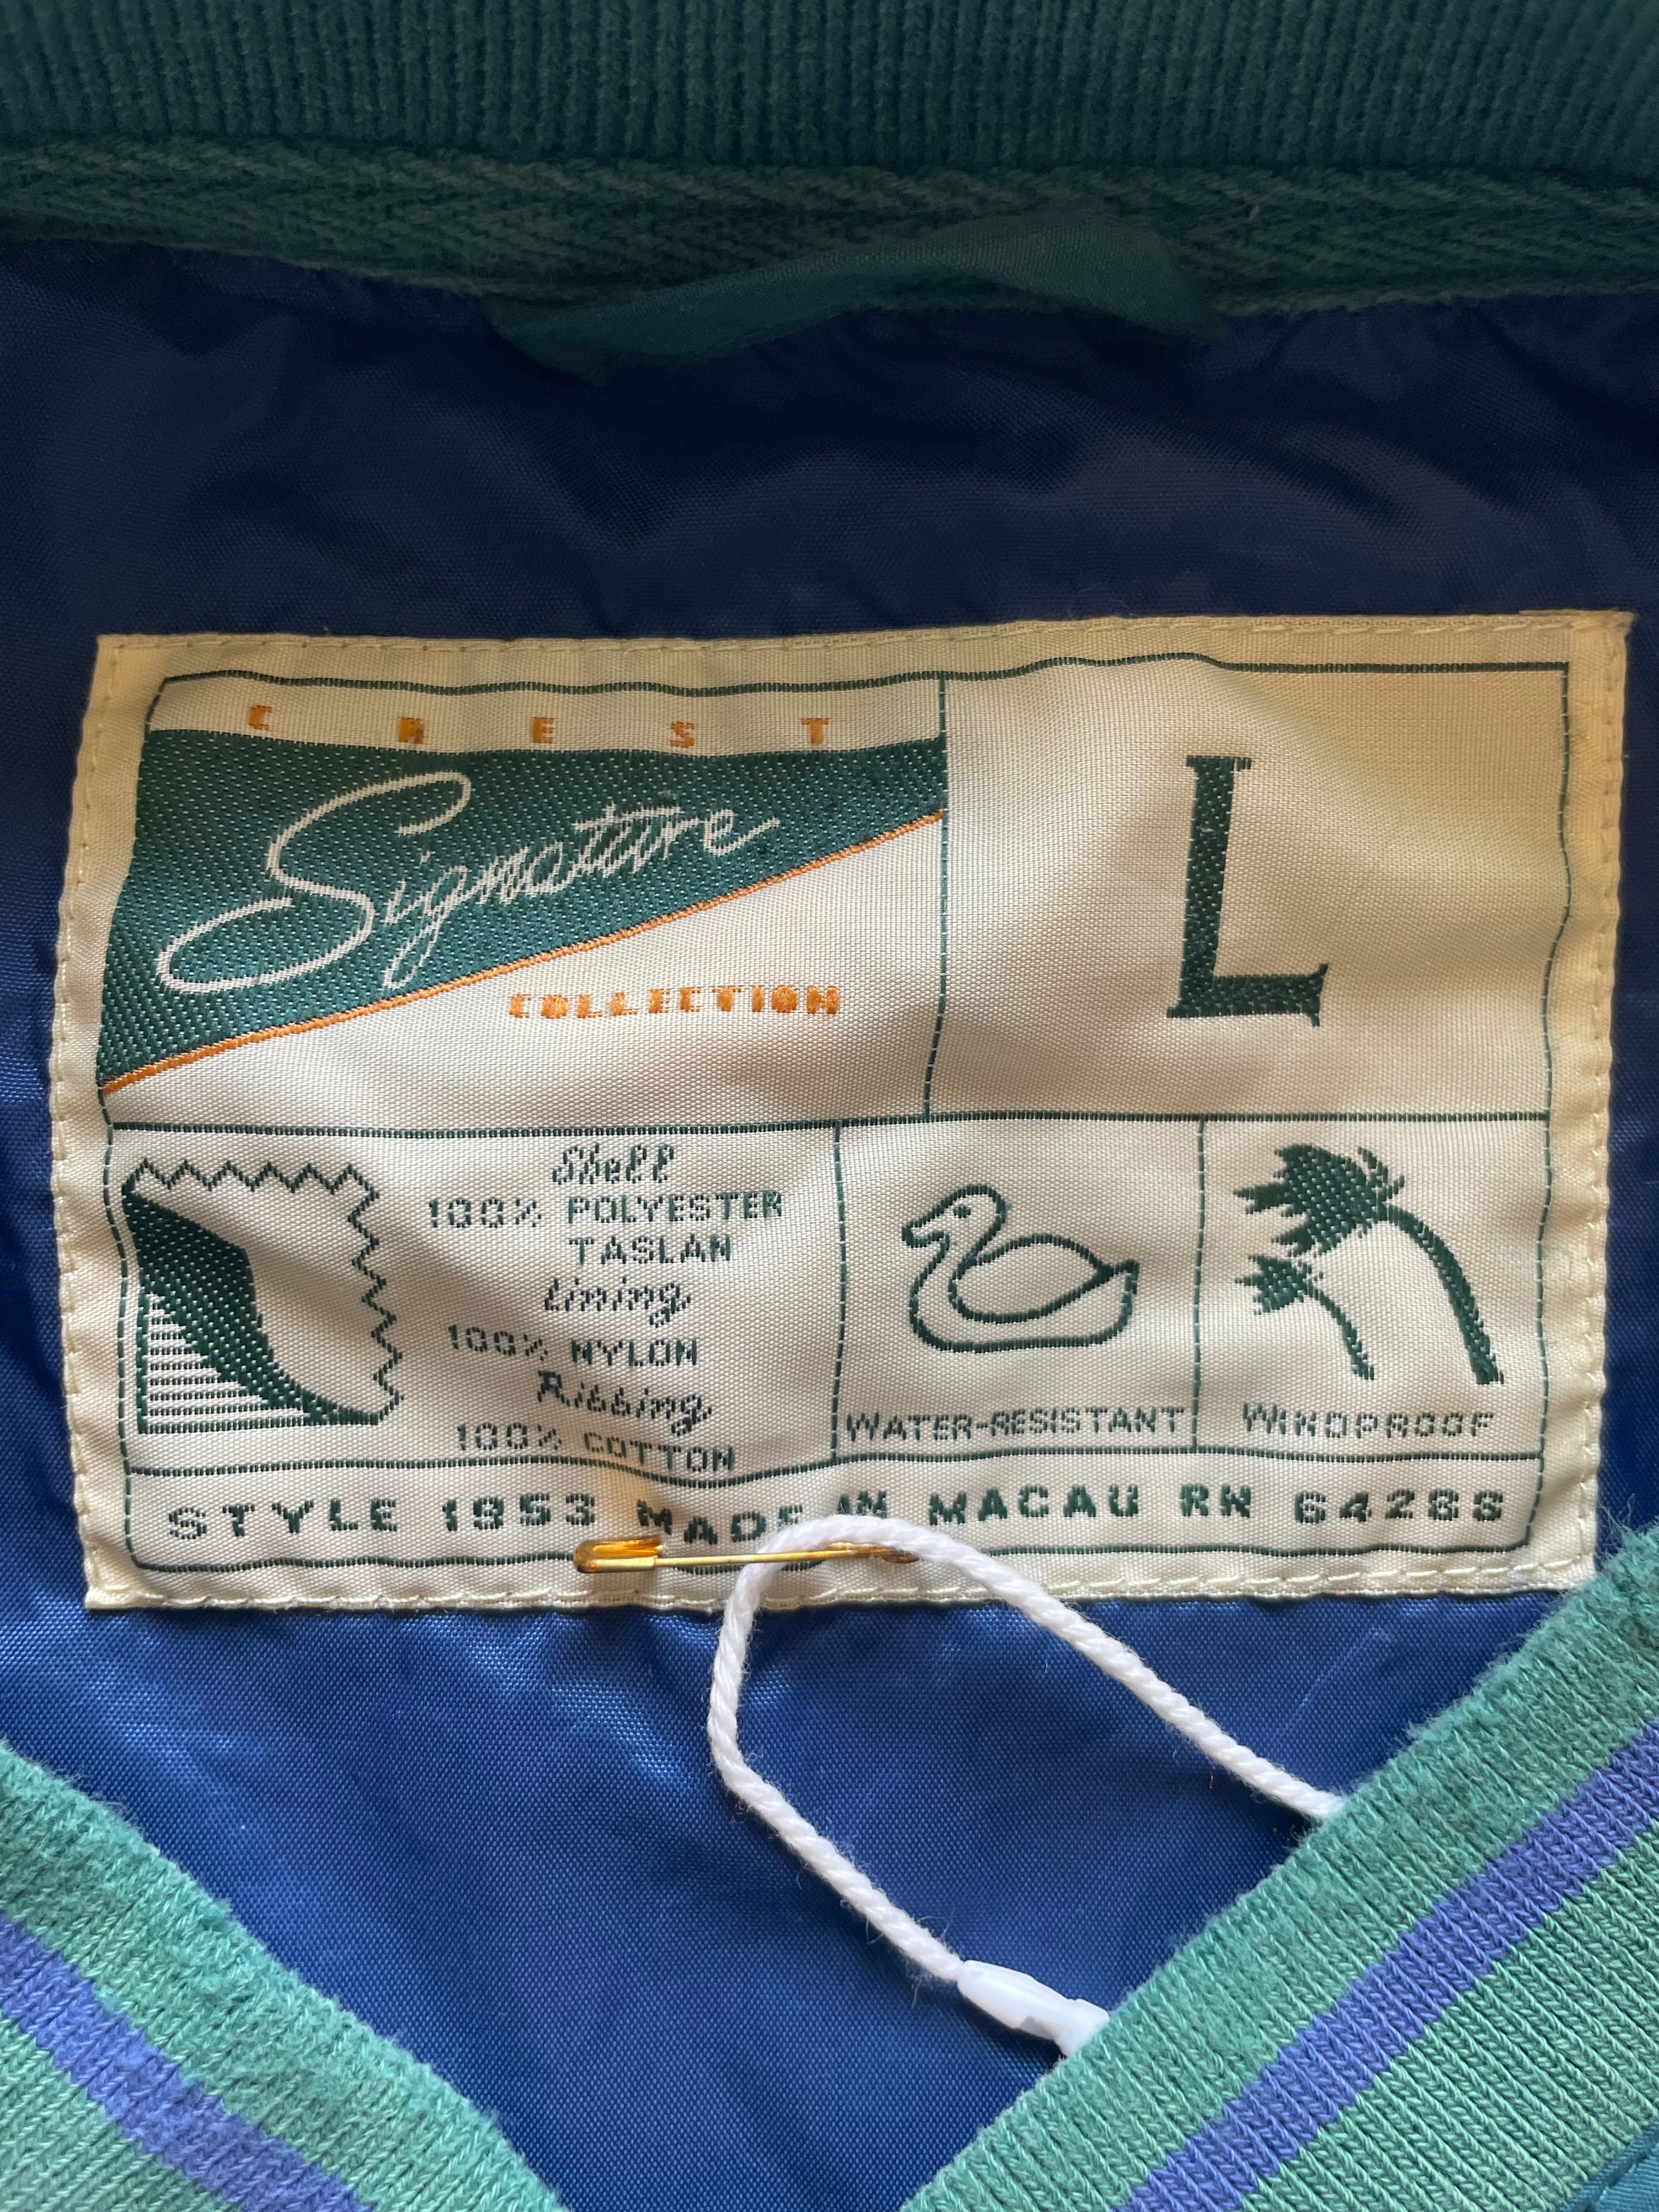 CREST
Signature
COLLECTION
L
Shell
100% POLYESTER
TASLAN
Lining
100% NYLON
Ribbing
100% COTTON
WATER-RESISTANT
WINDPROOF
STYLE 1953 MADE IN MACAU RN 64286